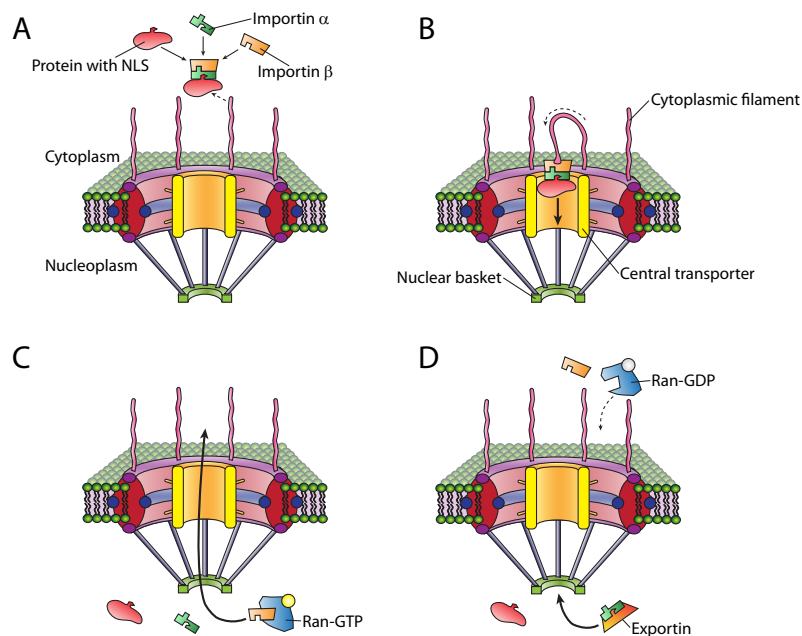 A
Importin α
Protein with NLS
Importin β
Cytoplasm
Nucleoplasm
B
Cytoplasmic filament
Nuclear basket
Central transporter
C
Ran-GTP
D
Ran-GDP
Exportin